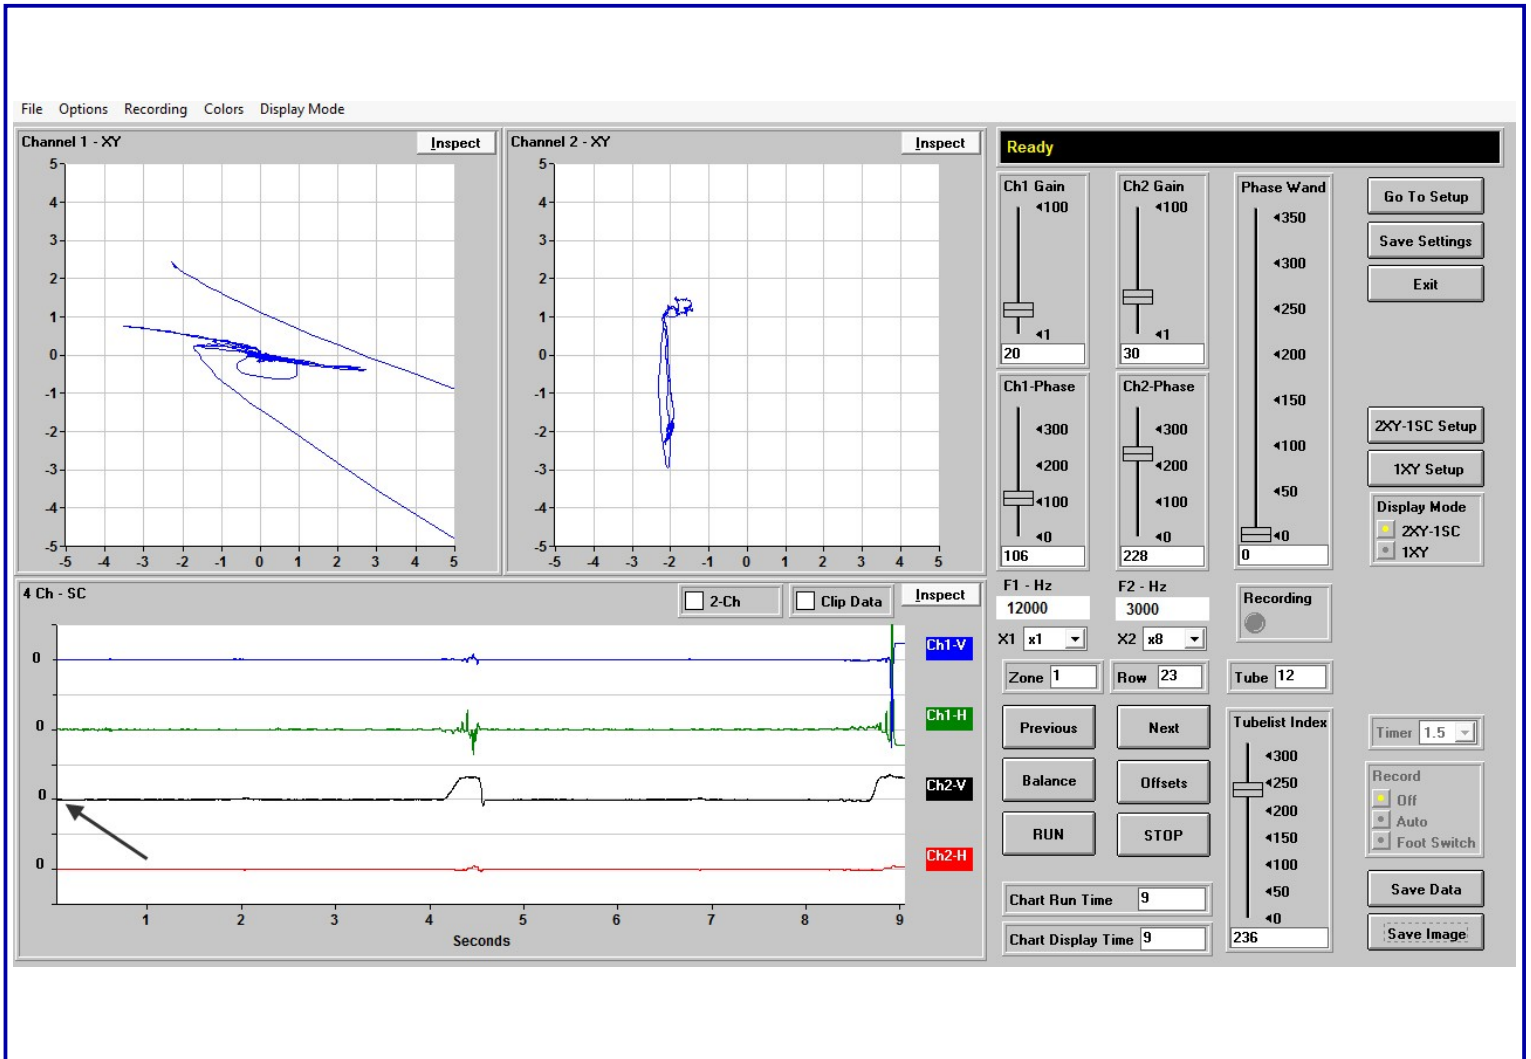 File Options Recording Colors Display Mode
Channel 1 - XY
Inspect
5
4
3
2
1
0
-1
-2
-3
-4
-5
-5 -4 -3 -2 -1 0 1 2 3 4 5
Channel 2 - XY
Inspect
5
4
3
2
1
0
-1
-2
-3
-4
-5
-5 -4 -3 -2 -1 0 1 2 3 4 5
4 Ch - SC
2-Ch
Clip Data
Inspect
0
Ch1-V
0
Ch1-H
0
Ch2-V
0
Ch2-H
1 2 3 4 5 6 7 8 9
Seconds
Ready
Ch1 Gain
100
1
20
Ch2 Gain
100
1
30
Phase Wand
350
300
250
200
150
100
50
0
0
Go To Setup
Save Settings
Exit
Ch1-Phase
300
200
100
0
106
Ch2-Phase
300
200
100
0
228
2XY-1SC Setup
1XY Setup
Display Mode
2XY-1SC
1XY
F1 - Hz
12000
F2 - Hz
3000
Recording
X1 x1
X2 x8
Zone 1
Row 23
Tube 12
Previous
Next
Balance
Offsets
RUN
STOP
Tubelist Index
300
250
200
150
100
50
0
236
Timer 1.5
Record
Off
Auto
Foot Switch
Chart Run Time 9
Chart Display Time 9
Save Data
Save Image